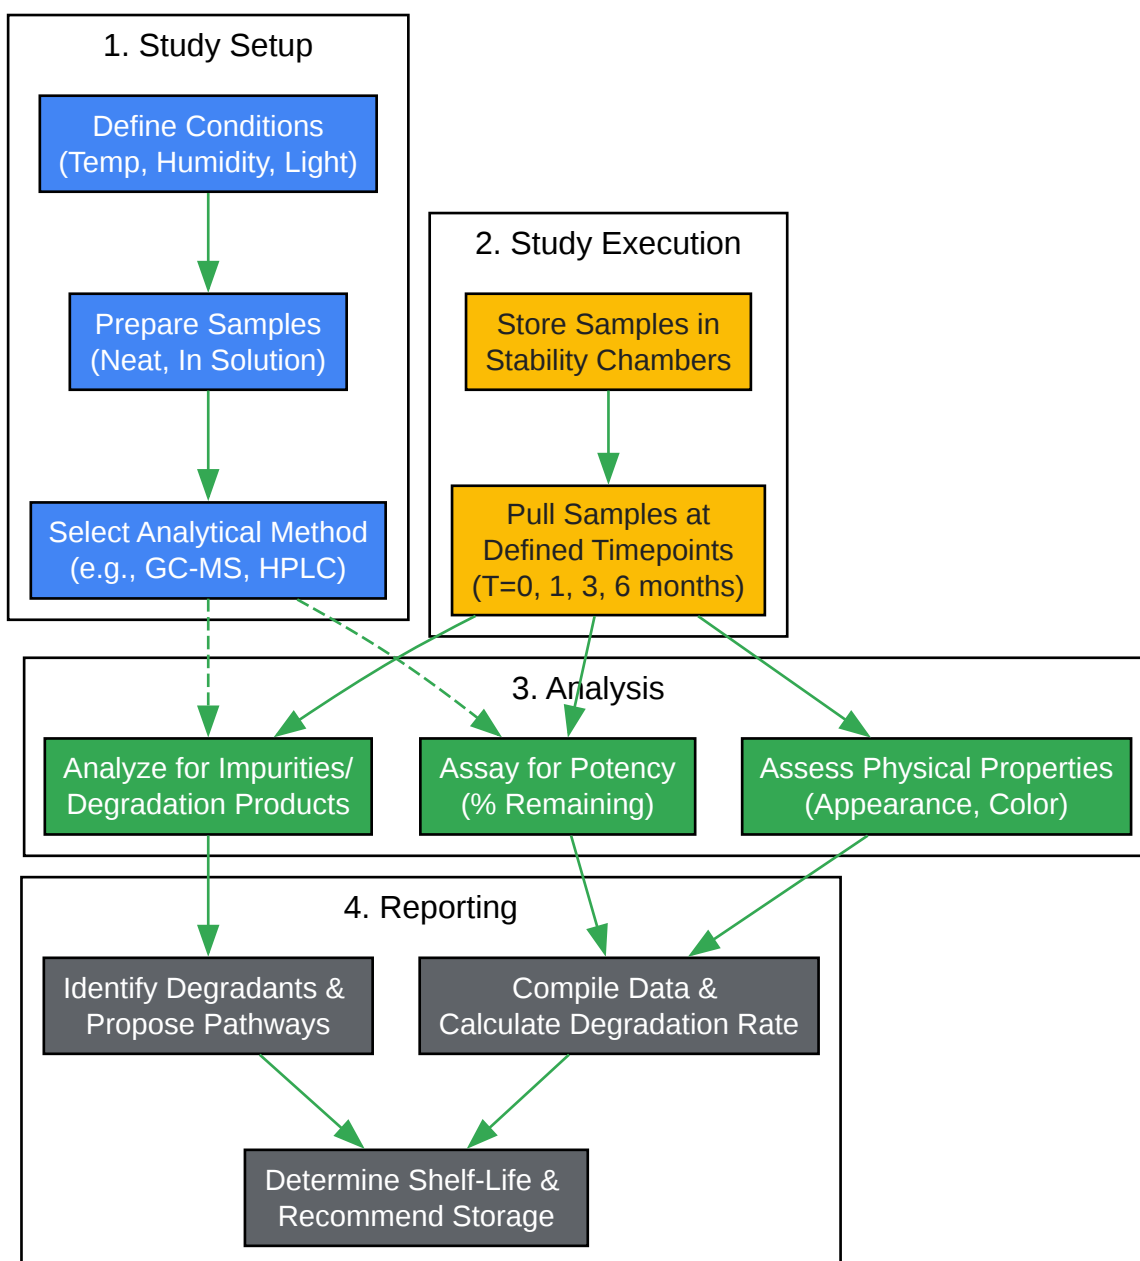 1. Study Setup
Define Conditions
(Temp, Humidity, Light)
Prepare Samples
(Neat, In Solution)
Select Analytical Method
(e.g., GC-MS, HPLC)
2. Study Execution
Store Samples in
Stability Chambers
Pull Samples at
Defined Timepoints
(T=0, 1, 3, 6 months)
3. Analysis
Analyze for Impurities/
Degradation Products
Assay for Potency
(% Remaining)
Assess Physical Properties
(Appearance, Color)
4. Reporting
Identify Degradants &
Propose Pathways
Compile Data &
Calculate Degradation Rate
Determine Shelf-Life &
Recommend Storage